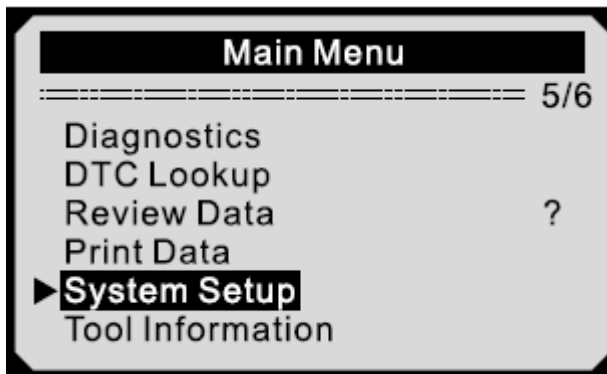 Main Menu
5/6
Diagnostics
DTC Lookup
Review Data ?
Print Data
System Setup
Tool Information